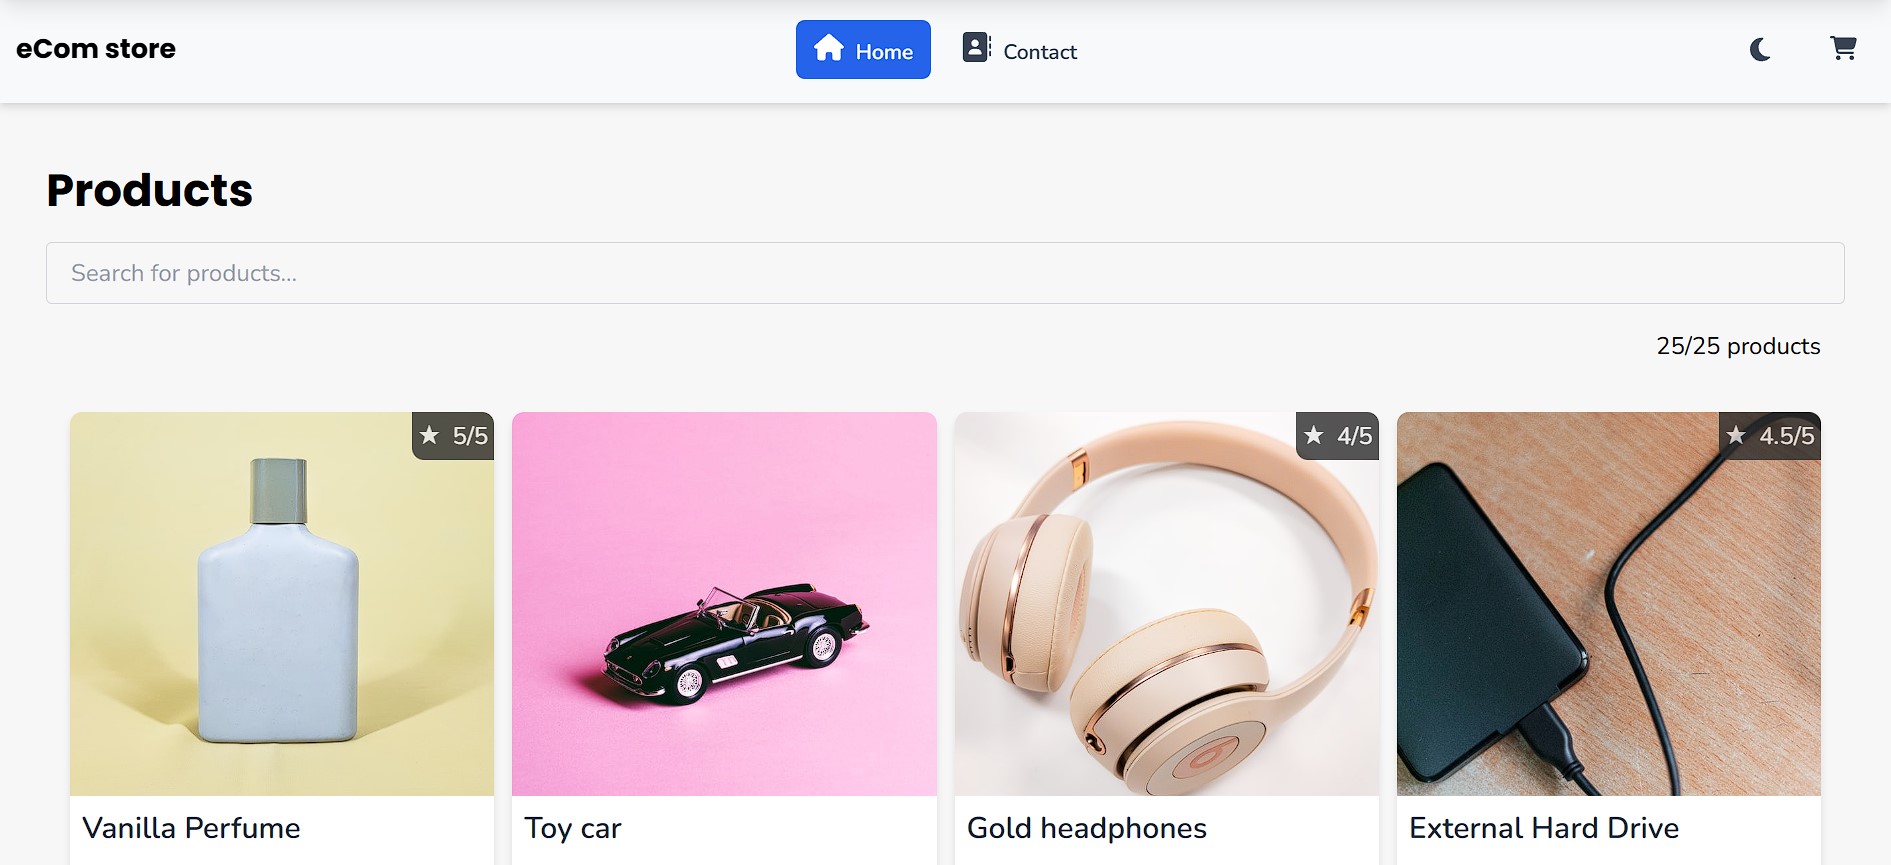 eCom store
Home
Contact
Products
Search for products...
25/25 products
5/5
4/5
4.5/5
Vanilla Perfume
Toy car
Gold headphones
External Hard Drive